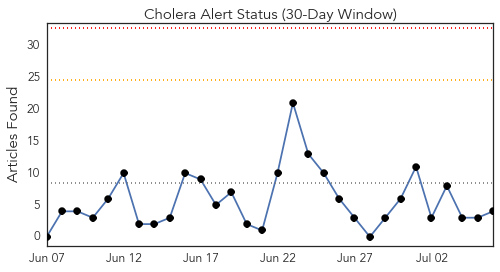 Cholera Alert Status (30-Day Window)
Articles Found
30
25
20
15
10
5
0
Jun 07 Jun 12 Jun 17 Jun 22 Jun 27 Jul 02